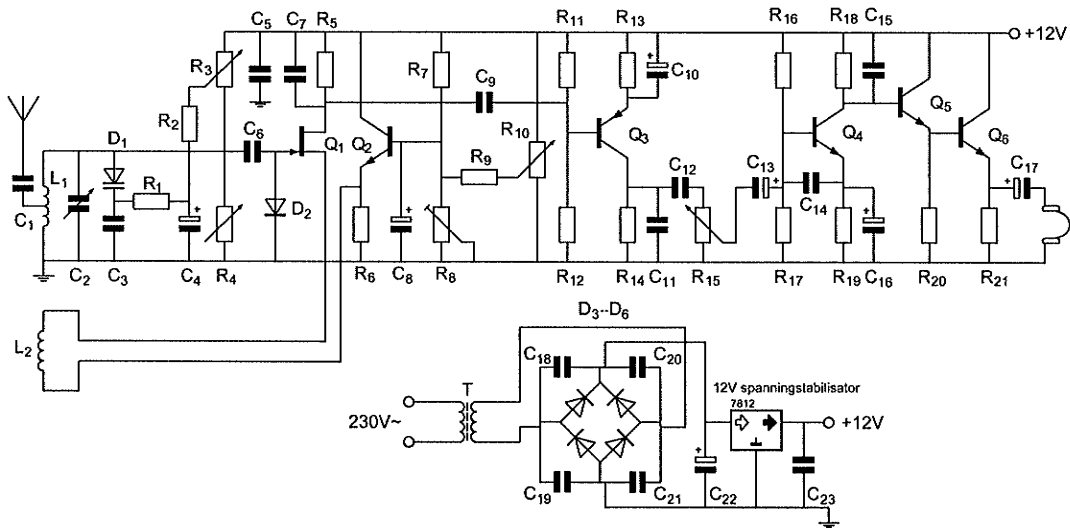 R11 R13 R16 R18 C15
C5 C7 R5
+12V
R3 R7 C9 C10
R2 R10
D1 C6 Q1 Q2 Q3 Q4 Q5 Q6
L1 R1 R9 C12 C13 C17
C1 D2 C14
C2 C3 C4 R4 R6 C8 R8 R12 R14 C11 R15 R17 R19 C16 R20 R21
D3--D6
L2
C18 C20
T 12V spanningstabilisator
7812
230V~ +12V
C19 C21 C22 C23